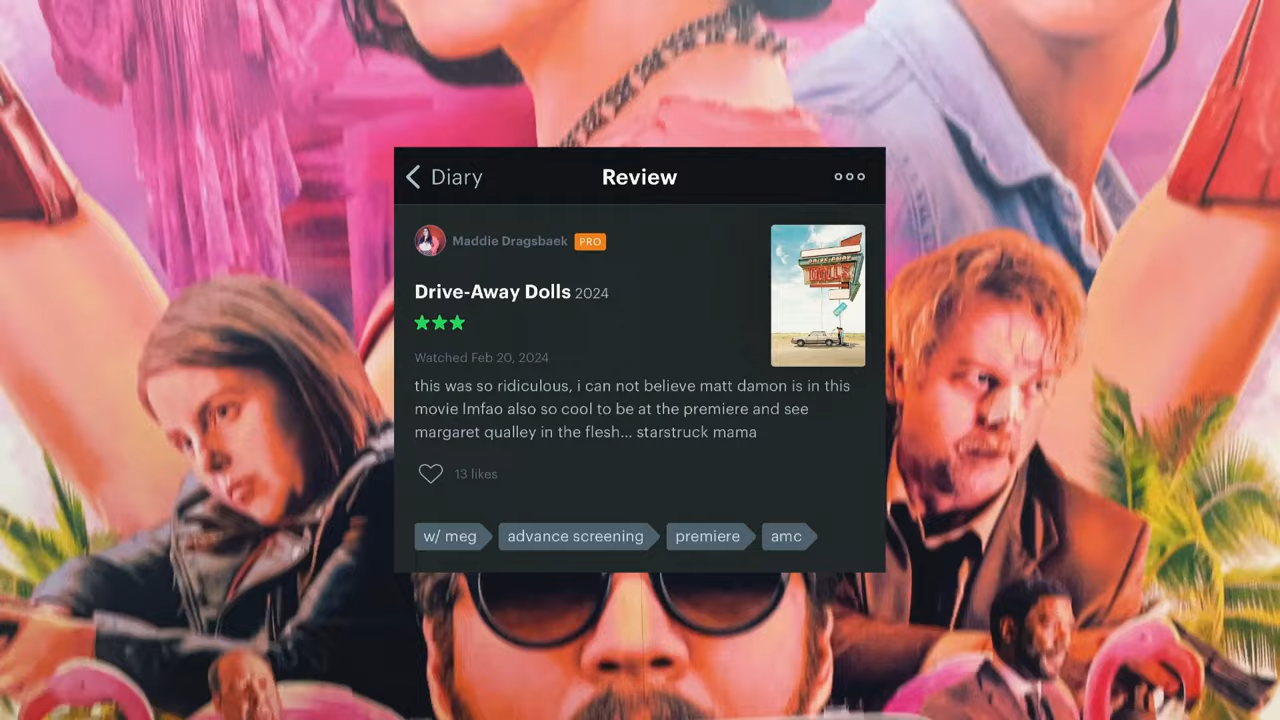 Diary
Review
Maddie Dragsbaek PRO
Drive-Away Dolls 2024
Watched Feb 20, 2024
this was so ridiculous, i can not believe matt damon is in this
movie lmfao also so cool to be at the premiere and see
margaret qualley in the flesh... starstruck mama
13 likes
w/ meg
advance screening
premiere
amc